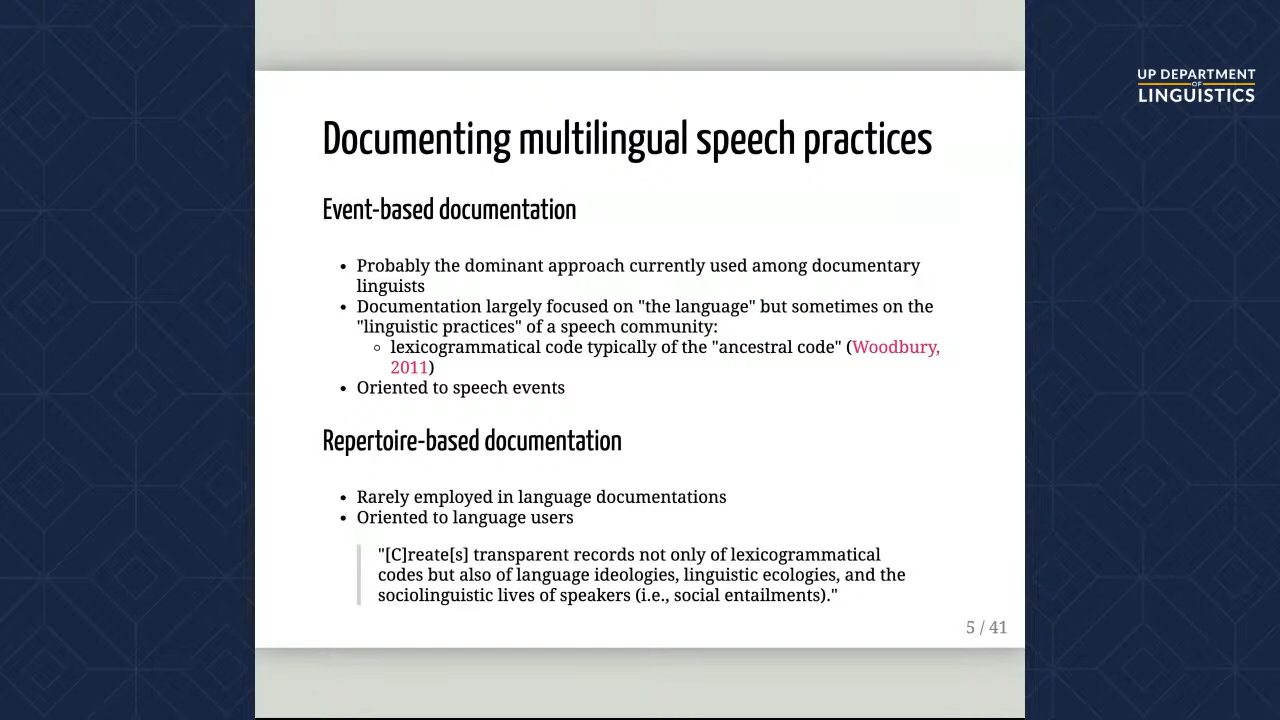 UP DEPARTMENT
OF
LINGUISTICS
Documenting multilingual speech practices
Event-based documentation
• Probably the dominant approach currently used among documentary
linguists
• Documentation largely focused on "the language" but sometimes on the
"linguistic practices" of a speech community:
◦ lexicogrammatical code typically of the "ancestral code" (Woodbury,
2011)
• Oriented to speech events
Repertoire-based documentation
• Rarely employed in language documentations
• Oriented to language users
"[C]reate[s] transparent records not only of lexicogrammatical
codes but also of language ideologies, linguistic ecologies, and the
sociolinguistic lives of speakers (i.e., social entailments)."
5 / 41